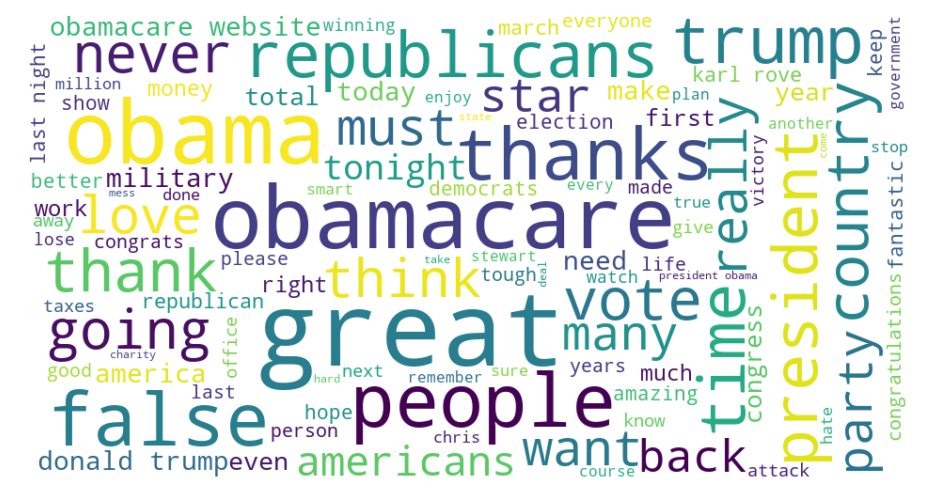 obamacare website
winning
march
everyone
never
republicans
trump
keep
government
last night
million
money
total
today
enjoy
star
make
plan
karl rove
year
show
obama
must
thanks
election
first
another
state
really
country
stop
tonight
better
military
smart
democrats
every
made
true
victory
president
come
mess
done
work
love
obamacare
give
away
lose
congrats
please
take
stewart
tough
deal
need
life
watch
president obama
fantastic
thank
think
right
taxes
republican
vote
time
party
going
great
many
congress
office
charity
good
america
hard
next
remember
sure
years
much
last
false
people
amazing
hope
person
chris
know
hate
congratulations
donald trump
even
americans
want
back
course
attack